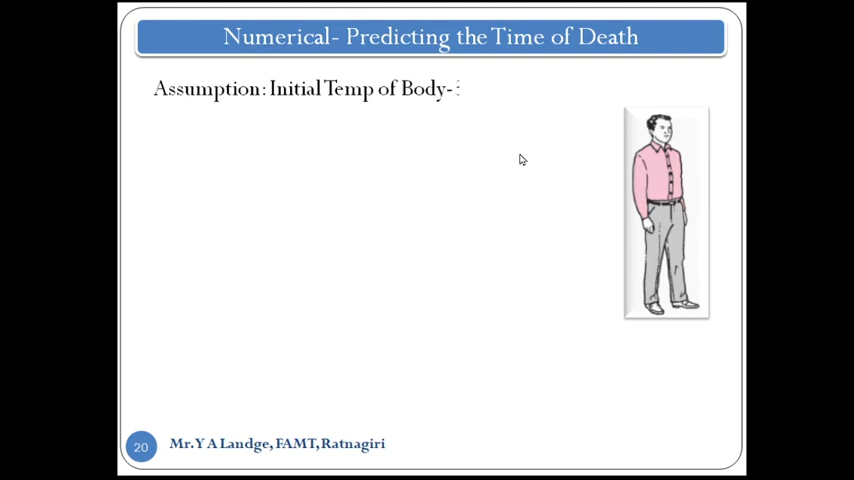 Numerical- Predicting the Time of Death
Assumption: Initial Temp of Body-
20
Mr. Y A Landge, FAMT, Ratnagiri